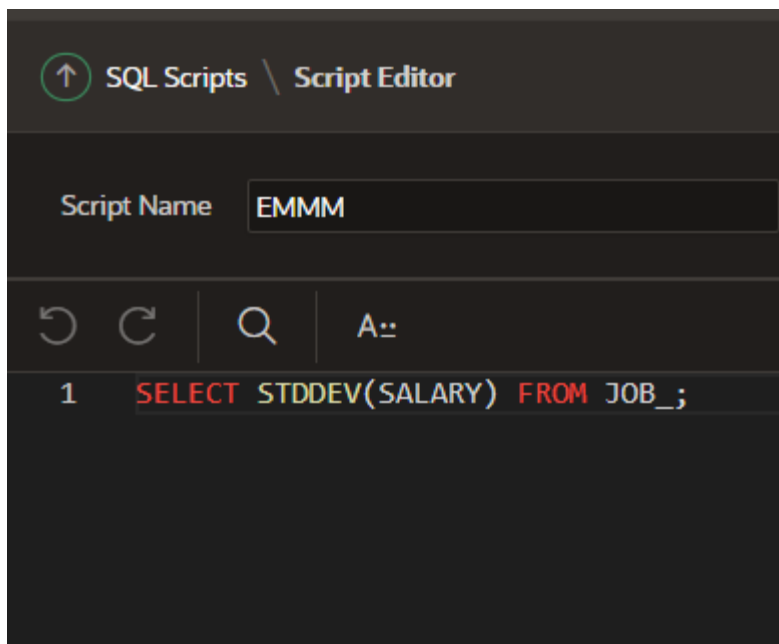 SQL Scripts \ Script Editor
Script Name EMMM
A
1 SELECT STDDEV(SALARY) FROM JOB_;